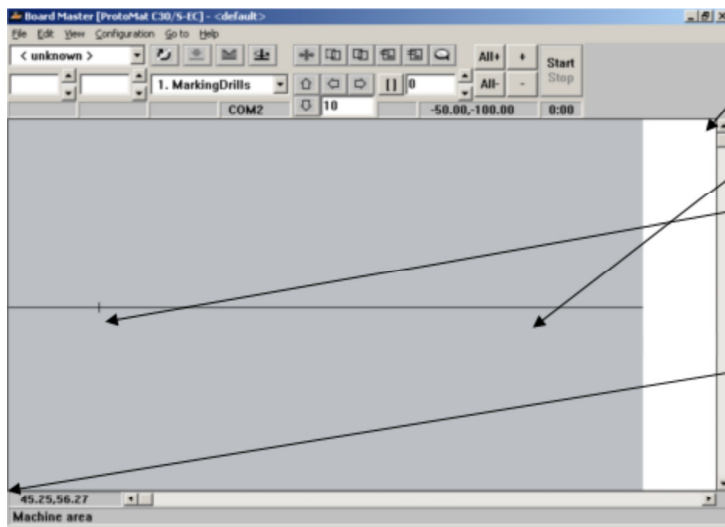 Board Master [ProtoMat C30/S-EC] - <default>
File Edit View Configuration Go to Help
< unknown > All+ + Start
1. MarkingDrills [] 0 All- - Stop
COM2 10 -50.00,-100.00 0:00
45.25,56.27
Machine area